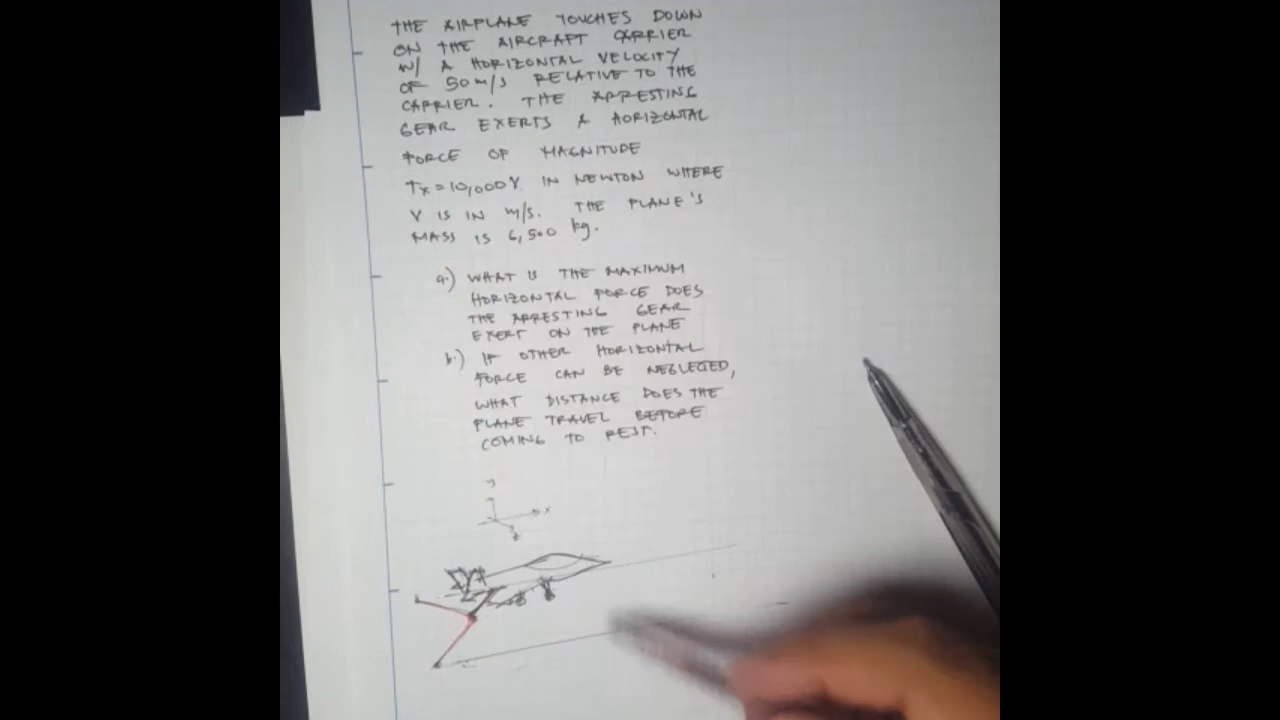 THE AIRPLANE TOUCHES DOWN
ON THE AIRCRAFT CARRIER
W/ A HORIZONTAL VELOCITY
OF 50 m/s RELATIVE TO THE
CARRIER. THE ARRESTING
GEAR EXERTS A HORIZONTAL
FORCE OF MAGNITUDE
Tx = 10,000V IN NEWTON WHERE
V IS IN m/s. THE PLANE'S
MASS IS 6,500 kg.
a.) WHAT IS THE MAXIMUM
HORIZONTAL FORCE DOES
THE ARRESTING GEAR
EXERT ON THE PLANE
b.) IF OTHER HORIZONTAL
FORCE CAN BE NEGLECTED,
WHAT DISTANCE DOES THE
PLANE TRAVEL BEFORE
COMING TO REST.
y
x
z